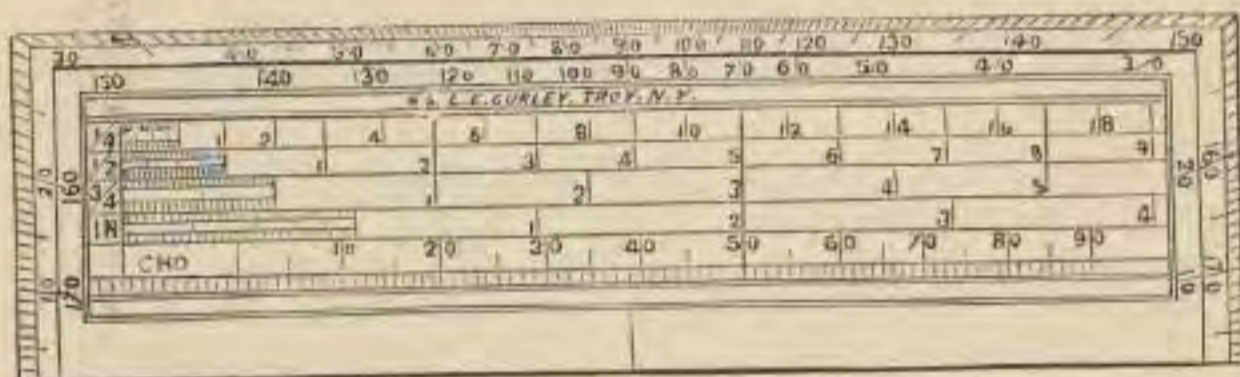 30 40 50 60 70 80 90 100 110 120 130 140 150
150 140 130 120 110 100 90 80 70 60 50 40 30
& L.E. GURLEY. TROY. N.Y.
1/4 1 2 4 6 8 10 12 14 16 18
1/2 1 2 3 4 5 6 7 8 9
20 160 3/4 1 2 3 4 5 20 160
IN 1 2 3 4
10 20 30 40 50 60 70 80 90
CHO
10 170 10 170